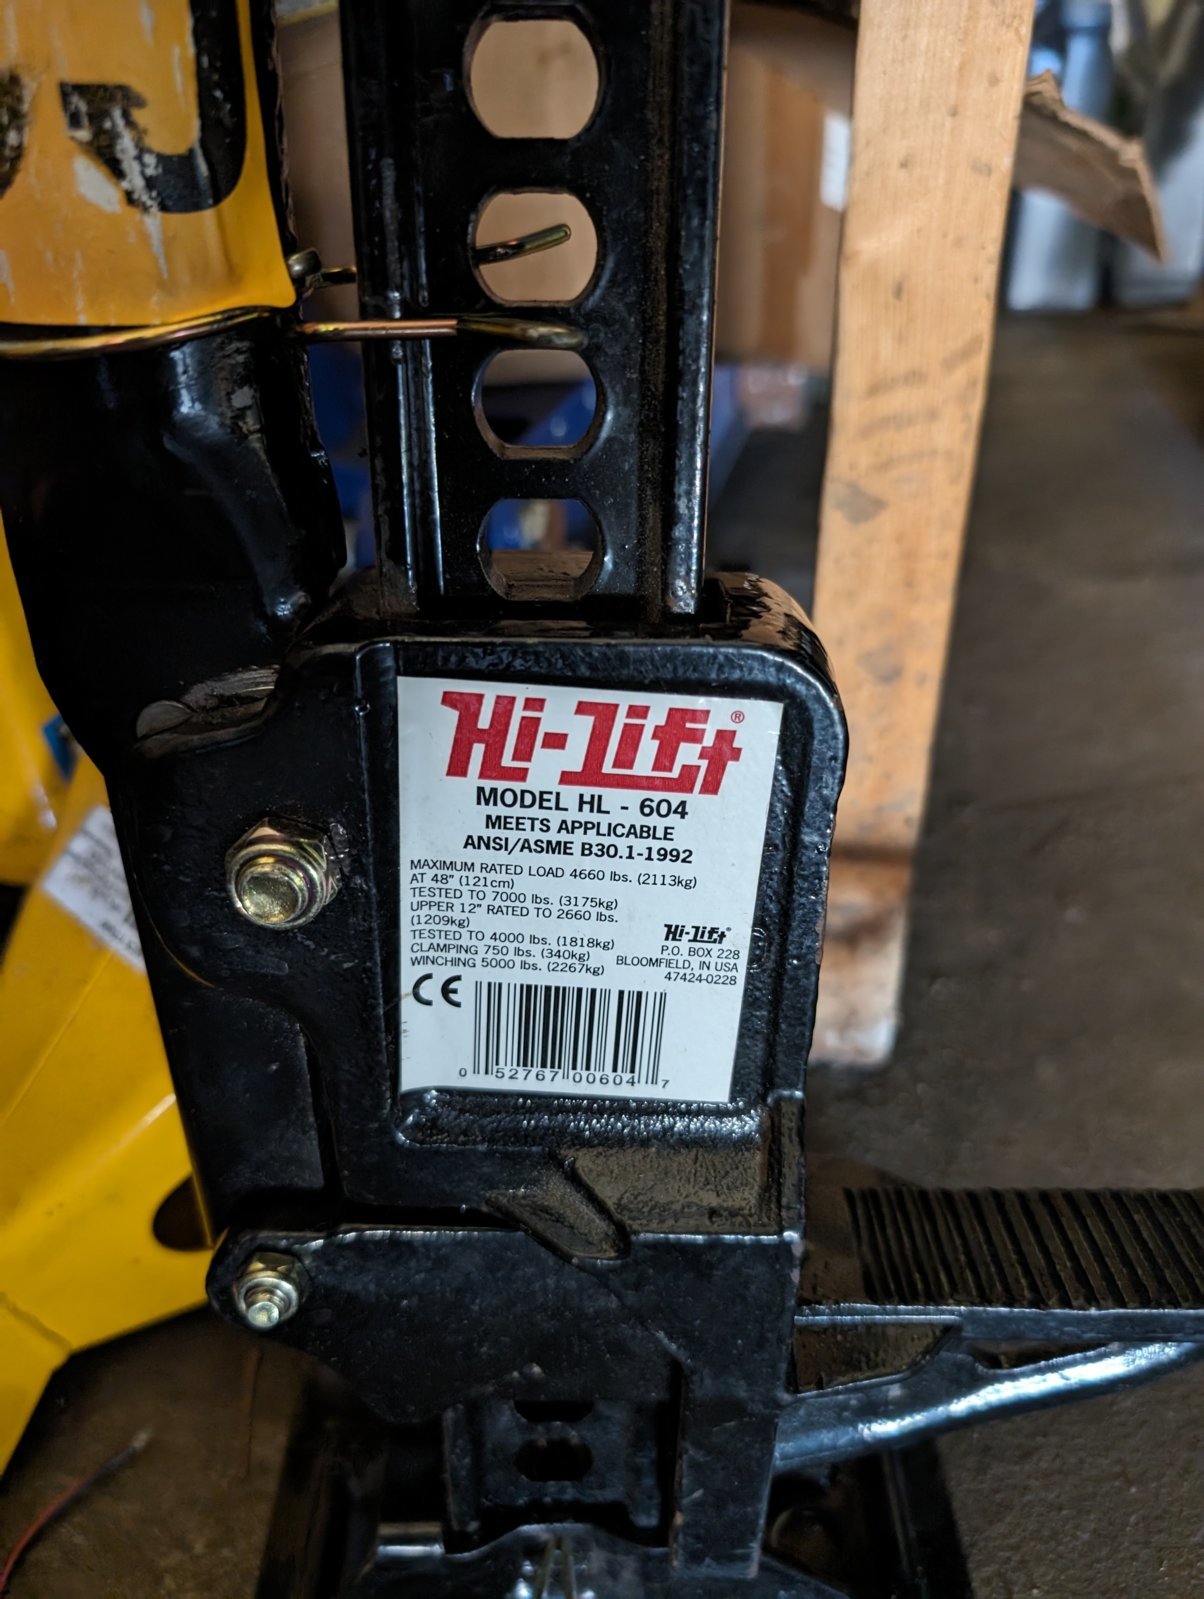 Hi-Lift®
MODEL HL - 604
MEETS APPLICABLE
ANSI/ASME B30.1-1992
MAXIMUM RATED LOAD 4660 lbs. (2113kg)
AT 48" (121cm)
TESTED TO 7000 lbs. (3175kg)
UPPER 12" RATED TO 2660 lbs.
(1209kg)
TESTED TO 4000 lbs. (1818kg)
CLAMPING 750 lbs. (340kg)
WINCHING 5000 lbs. (2267kg)
Hi-Lift®
P.O. BOX 228
BLOOMFIELD, IN USA
47424-0228
CE
0 52767 00604 7